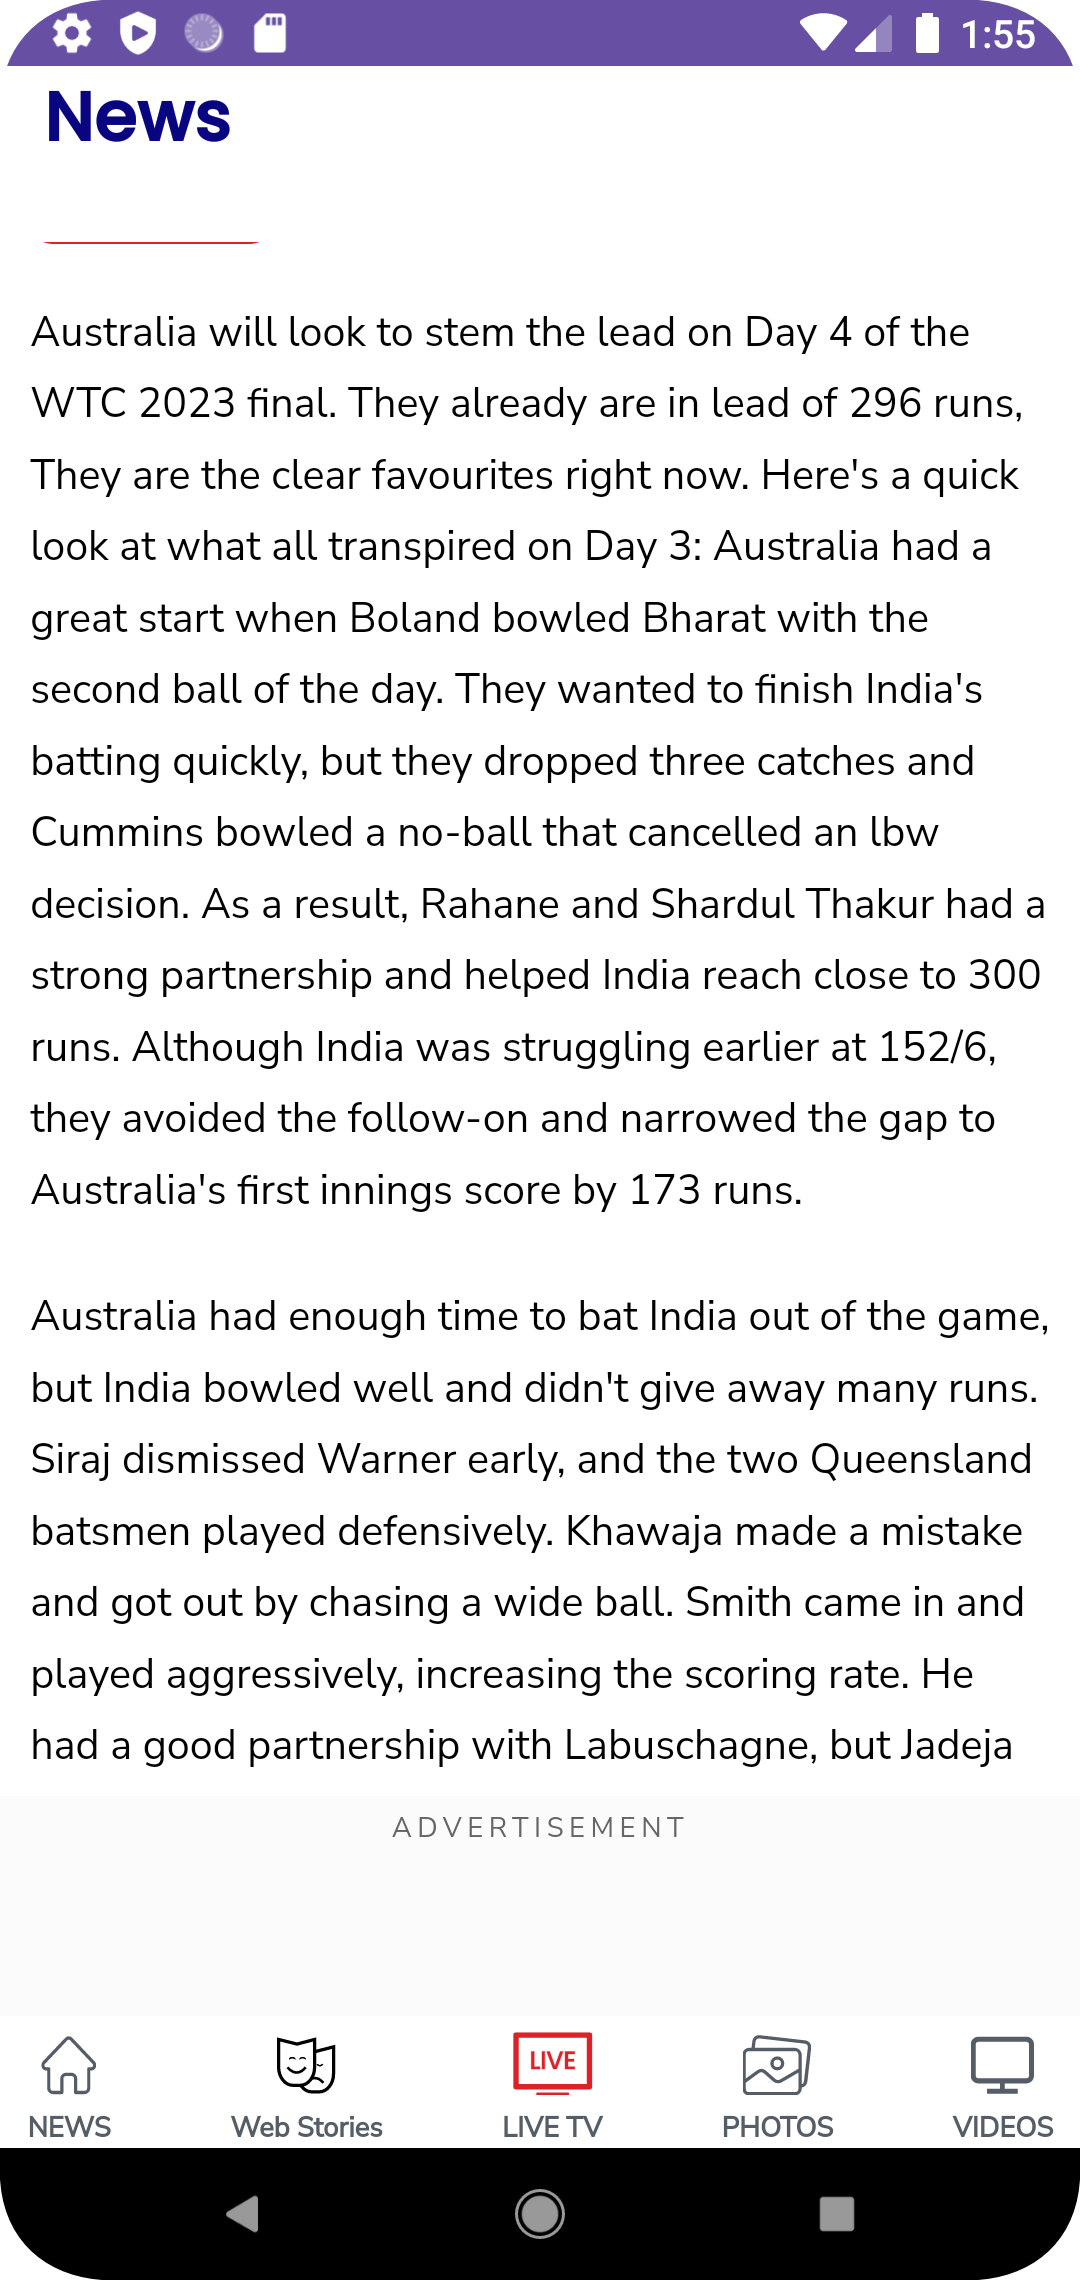 1:55
News
Australia will look to stem the lead on Day 4 of the
WTC 2023 final. They already are in lead of 296 runs,
They are the clear favourites right now. Here's a quick
look at what all transpired on Day 3: Australia had a
great start when Boland bowled Bharat with the
second ball of the day. They wanted to finish India's
batting quickly, but they dropped three catches and
Cummins bowled a no-ball that cancelled an lbw
decision. As a result, Rahane and Shardul Thakur had a
strong partnership and helped India reach close to 300
runs. Although India was struggling earlier at 152/6,
they avoided the follow-on and narrowed the gap to
Australia's first innings score by 173 runs.
Australia had enough time to bat India out of the game,
but India bowled well and didn't give away many runs.
Siraj dismissed Warner early, and the two Queensland
batsmen played defensively. Khawaja made a mistake
and got out by chasing a wide ball. Smith came in and
played aggressively, increasing the scoring rate. He
had a good partnership with Labuschagne, but Jadeja
ADVERTISEMENT
LIVE
NEWS Web Stories LIVE TV PHOTOS VIDEOS